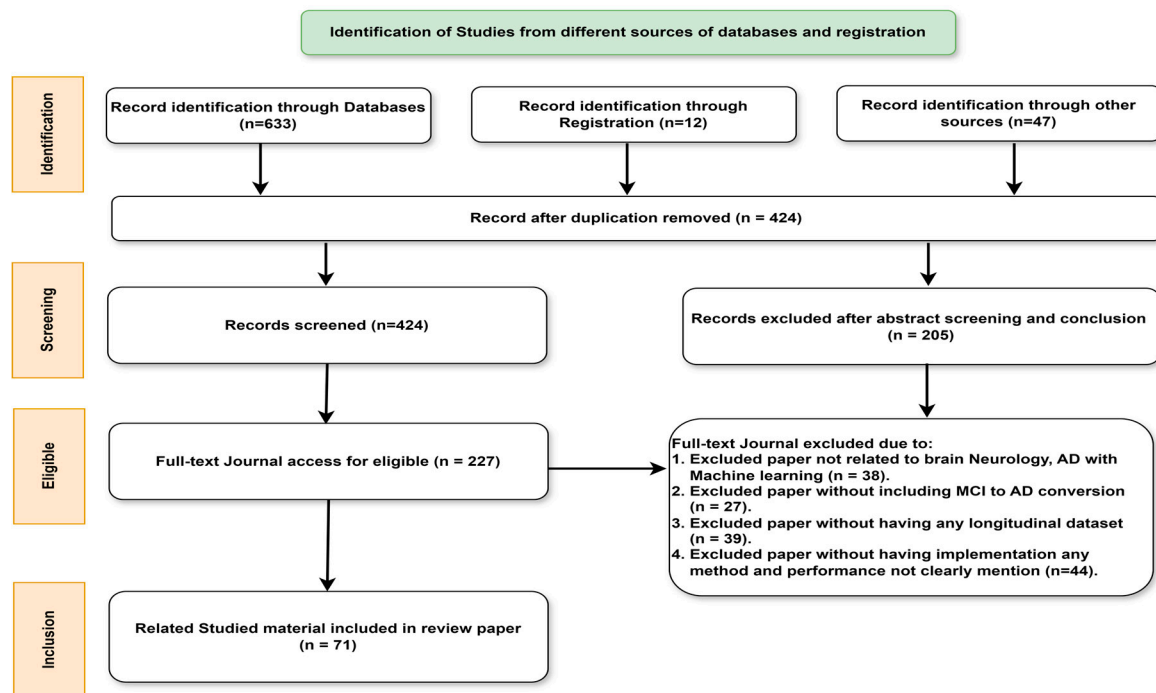 Identification of Studies from different sources of databases and registration
Identification
Record identification through Databases
(n=633)
Record identification through
Registration (n=12)
Record identification through other
sources (n=47)
Record after duplication removed (n = 424)
Screening
Records screened (n=424)
Records excluded after abstract screening and conclusion
(n = 205)
Eligible
Full-text Journal access for eligible (n = 227)
Full-text Journal excluded due to:
1. Excluded paper not related to brain Neurology, AD with
Machine learning (n = 38).
2. Excluded paper without including MCI to AD conversion
(n = 27).
3. Excluded paper without having any longitudinal dataset
(n = 39).
4. Excluded paper without having implementation any
method and performance not clearly mention (n=44).
Inclusion
Related Studied material included in review paper
(n = 71)